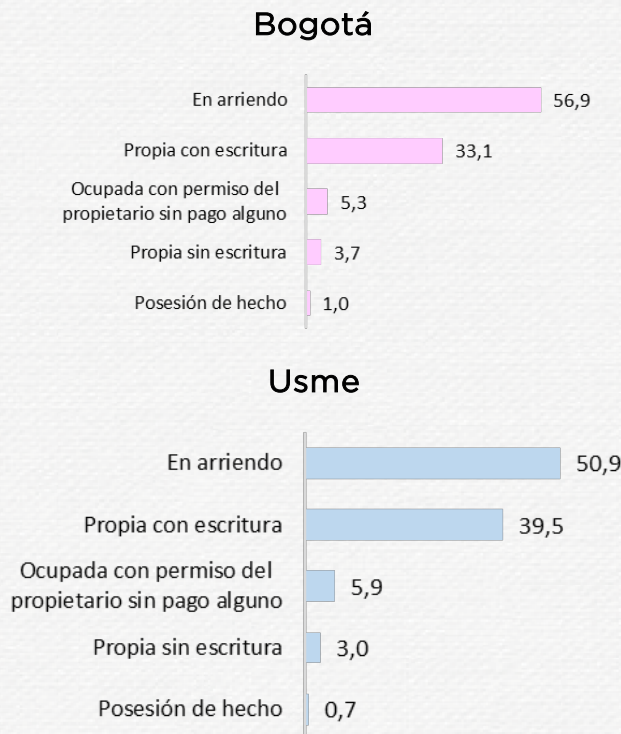 Bogotá
En arriendo 56,9
Propia con escritura 33,1
Ocupada con permiso del
propietario sin pago alguno 5,3
Propia sin escritura 3,7
Posesión de hecho 1,0
Usme
En arriendo 50,9
Propia con escritura 39,5
Ocupada con permiso del
propietario sin pago alguno 5,9
Propia sin escritura 3,0
Posesión de hecho 0,7